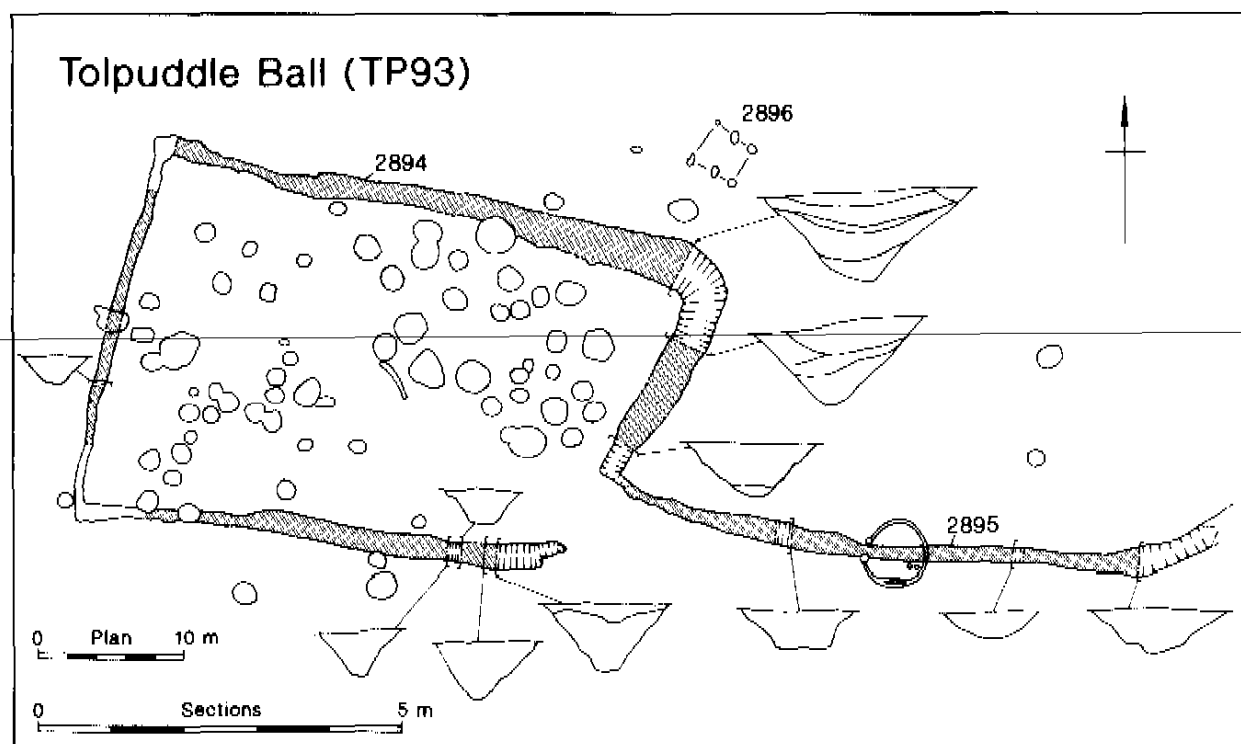 Tolpuddle Ball (TP93)
2896
2894
2895
0 Plan 10 m
0 Sections 5 m